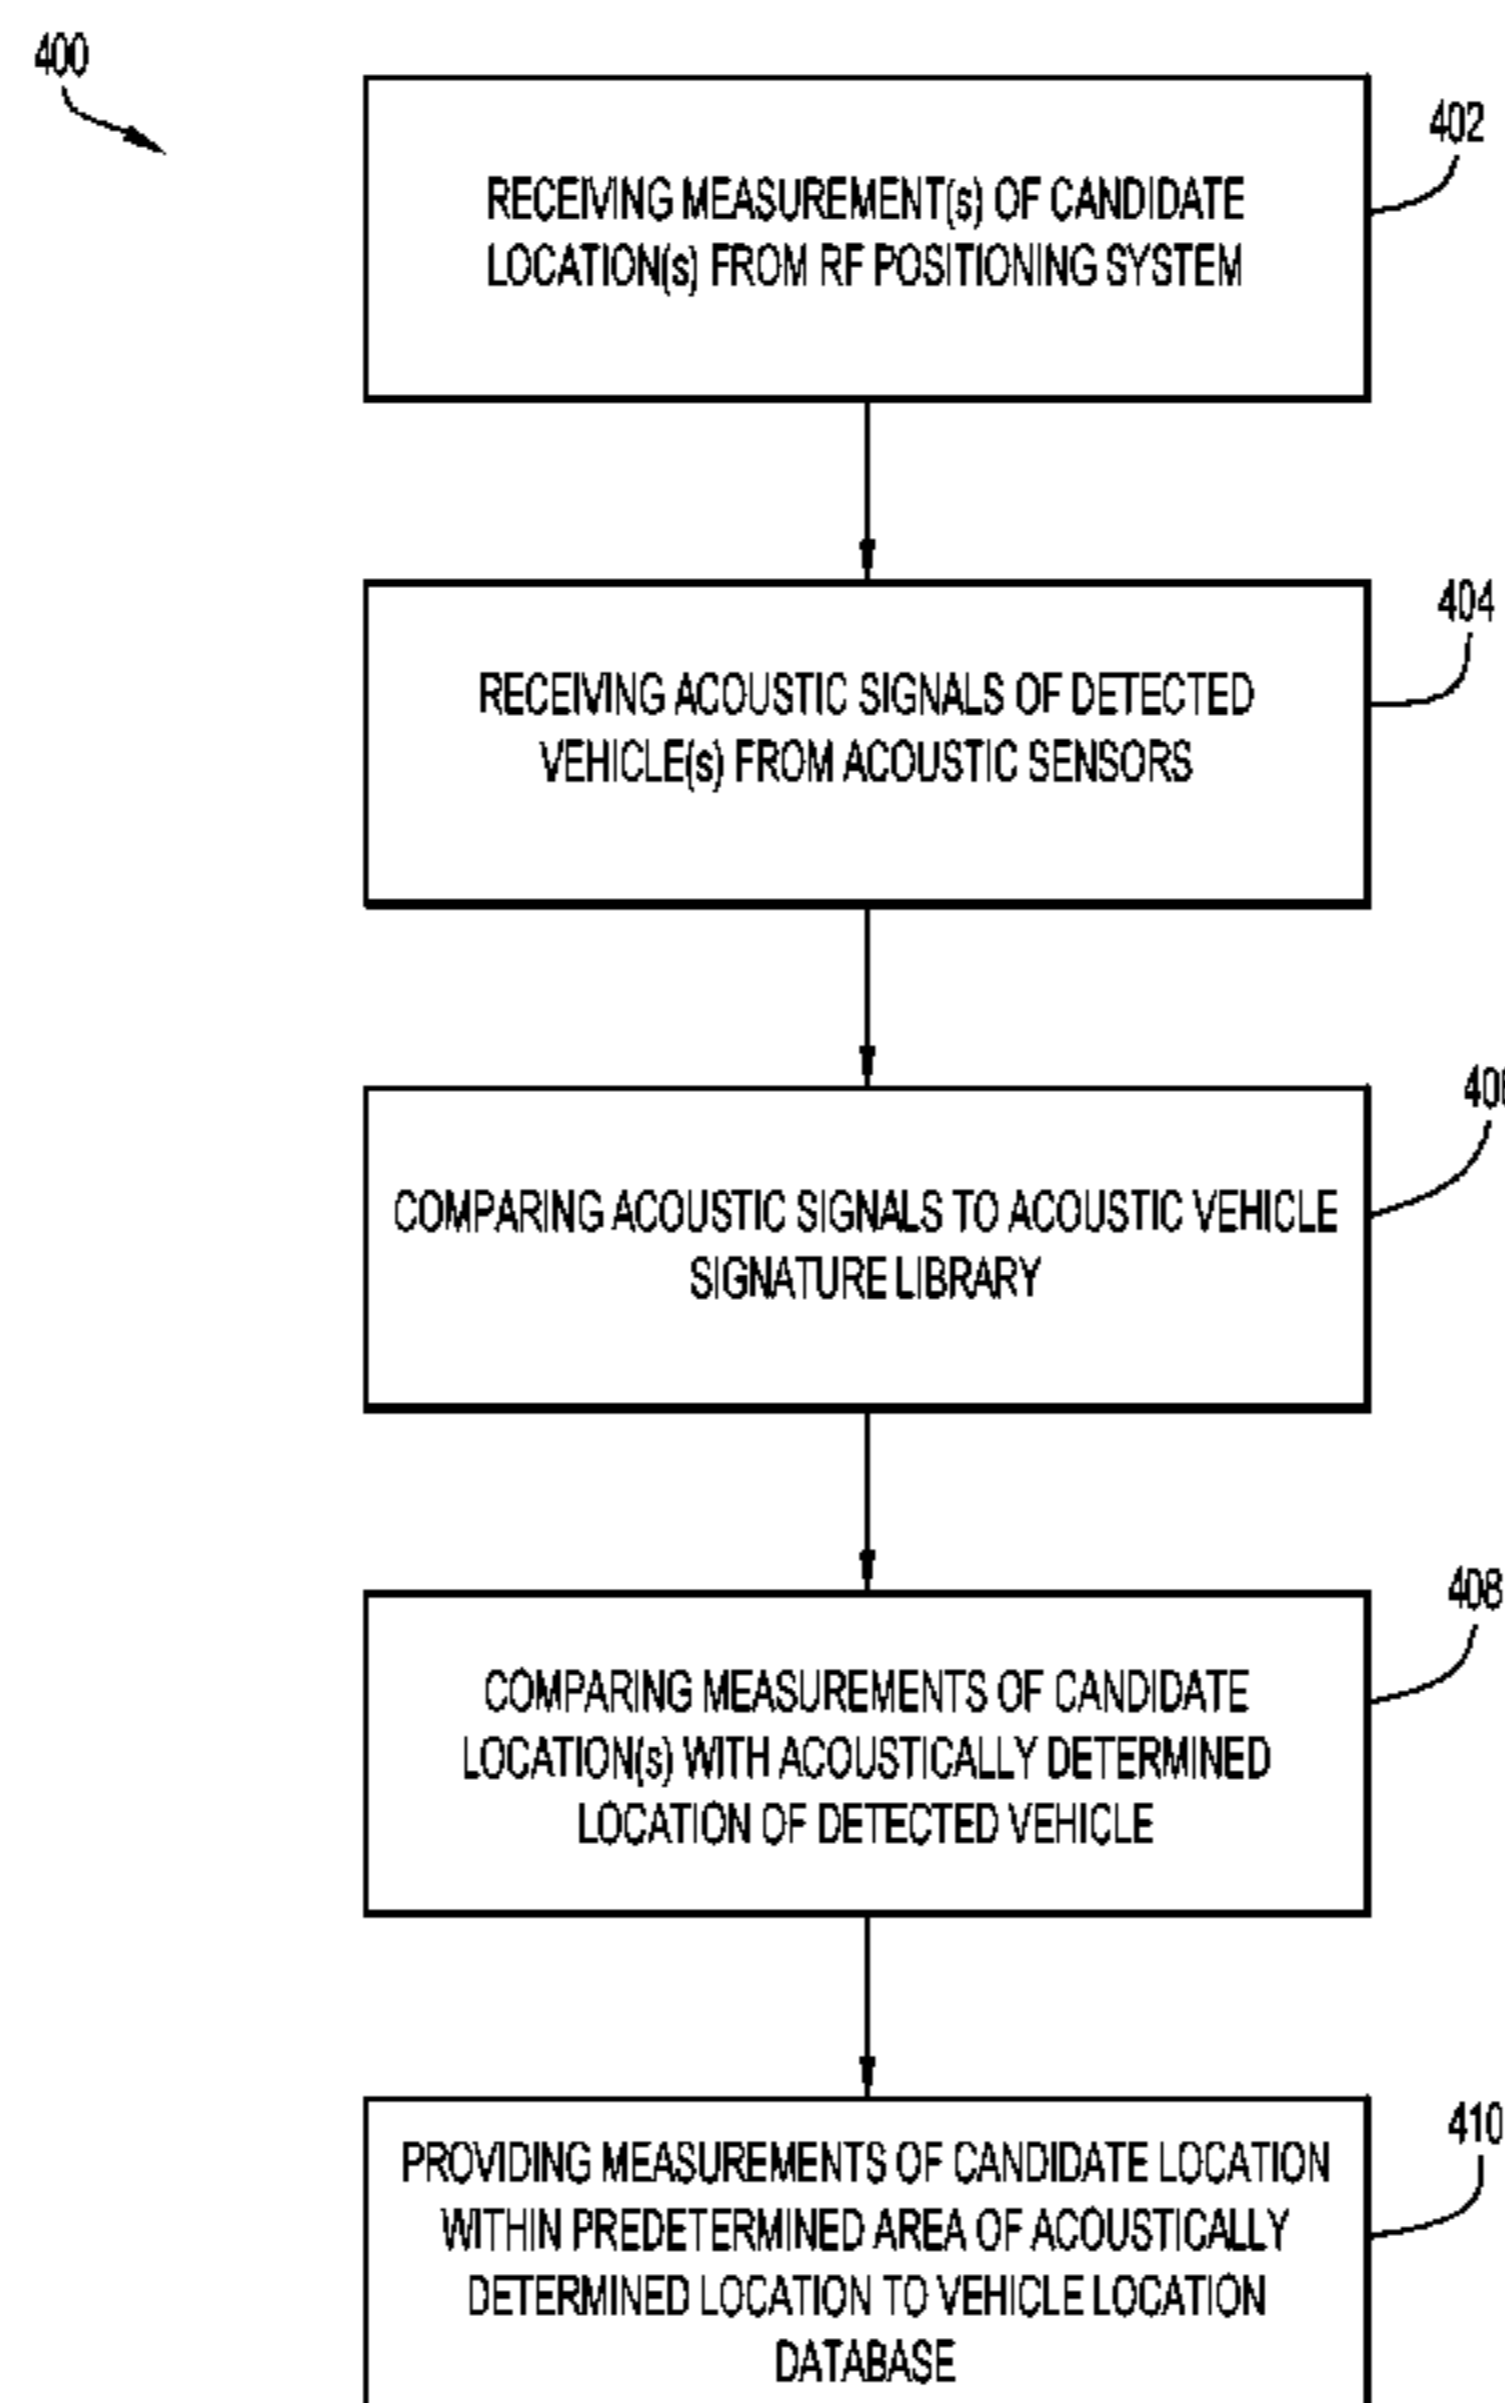 400
402
RECEIVING MEASUREMENT(s) OF CANDIDATE
LOCATION(s) FROM RF POSITIONING SYSTEM
404
RECEIVING ACOUSTIC SIGNALS OF DETECTED
VEHICLE(s) FROM ACOUSTIC SENSORS
COMPARING ACOUSTIC SIGNALS TO ACOUSTIC VEHICLE
SIGNATURE LIBRARY
408
COMPARING MEASUREMENTS OF CANDIDATE
LOCATION(s) WITH ACOUSTICALLY DETERMINED
LOCATION OF DETECTED VEHICLE
410
PROVIDING MEASUREMENTS OF CANDIDATE LOCATION
WITHIN PREDETERMINED AREA OF ACOUSTICALLY
DETERMINED LOCATION TO VEHICLE LOCATION
DATABASE